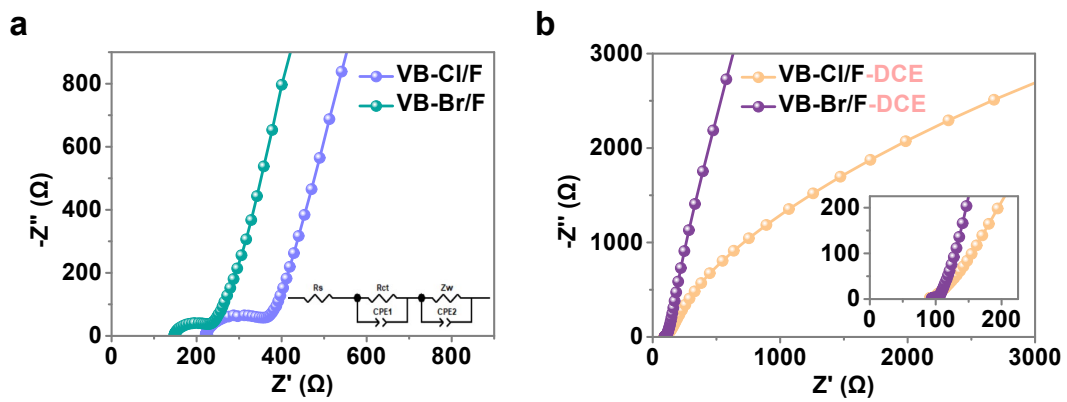 a
-Z'' (Ω)
800
600
400
200
0
VB-Cl/F
VB-Br/F
Rs
Rct
Zw
CPE1
CPE2
0 200 400 600 800
Z' (Ω)
b
-Z'' (Ω)
3000
2000
1000
0
VB-Cl/F-DCE
VB-Br/F-DCE
200
100
0
0 100 200
0 1000 2000 3000
Z' (Ω)